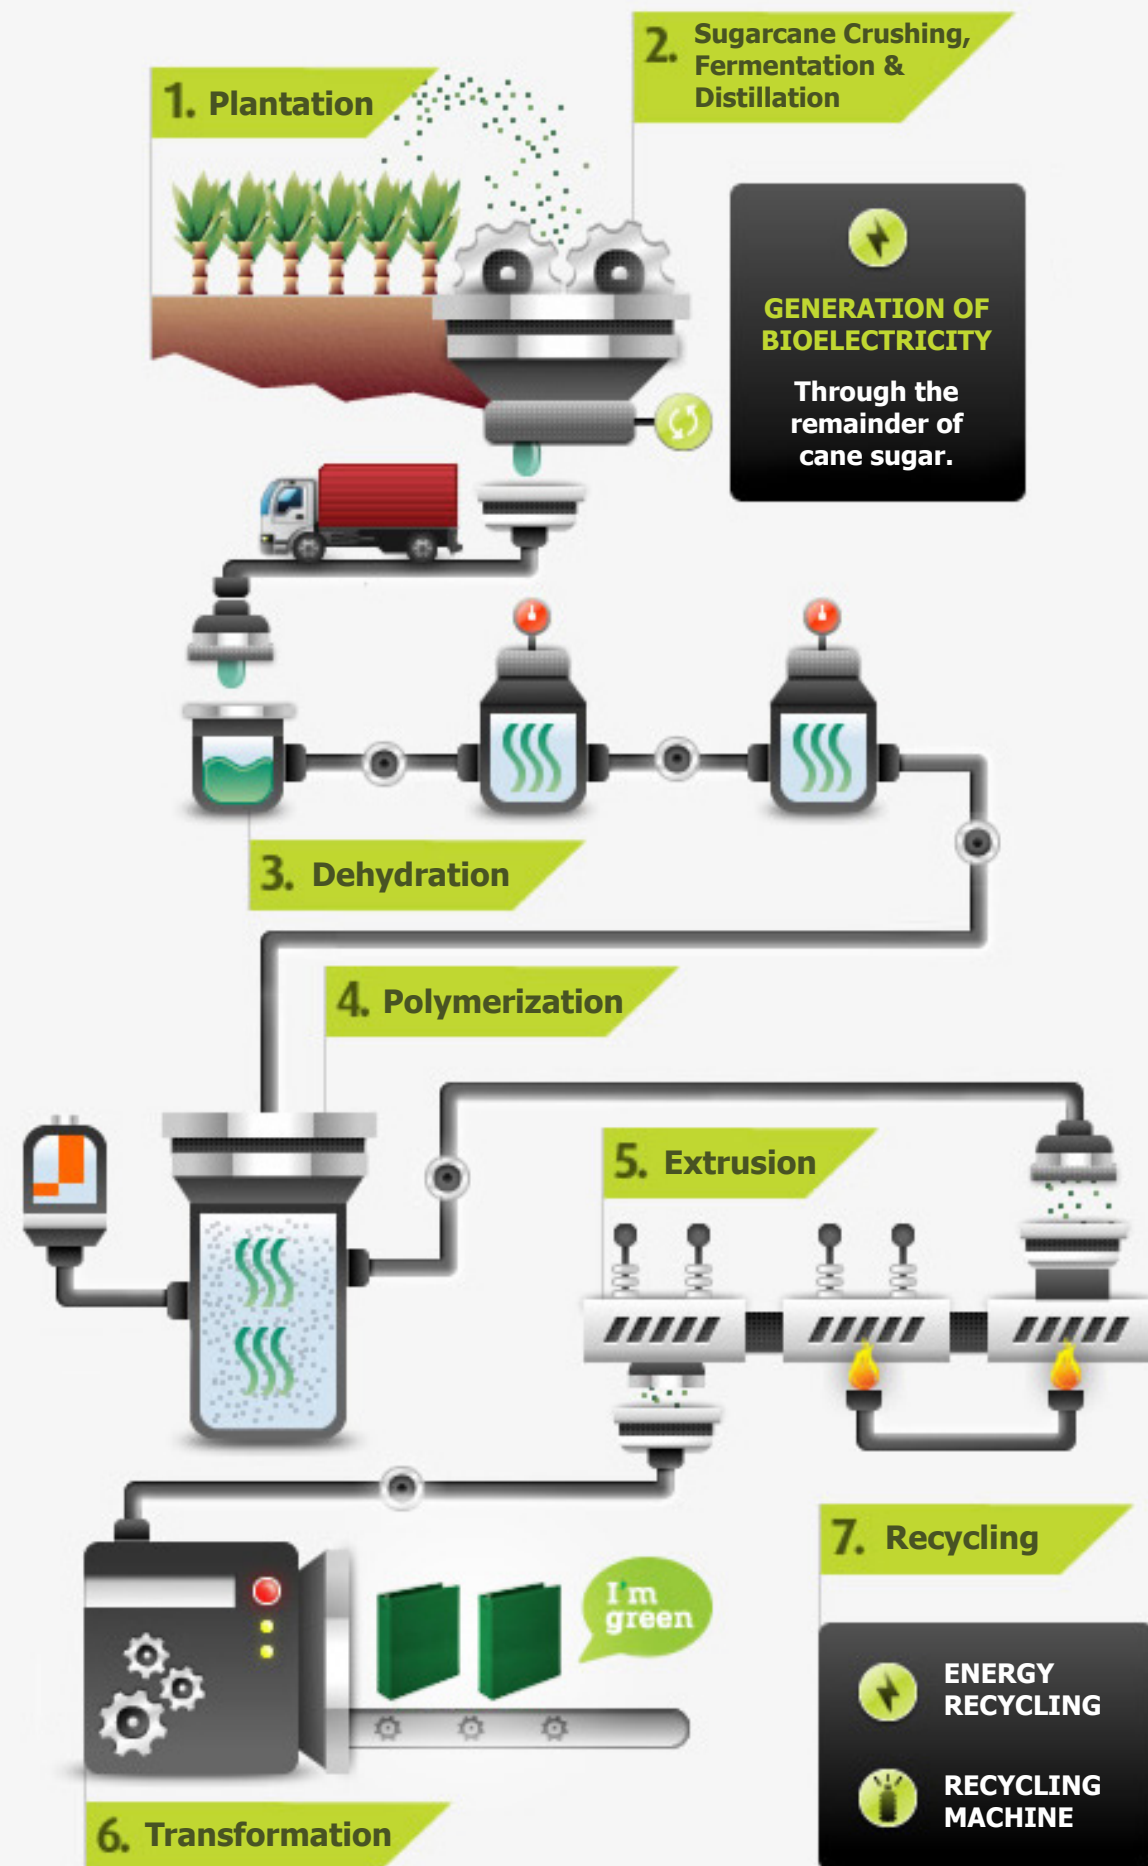 1. Plantation
2. Sugarcane Crushing,
Fermentation &
Distillation
GENERATION OF
BIOELECTRICITY
Through the
remainder of
cane sugar.
3. Dehydration
4. Polymerization
5. Extrusion
I'm
green
6. Transformation
7. Recycling
ENERGY
RECYCLING
RECYCLING
MACHINE